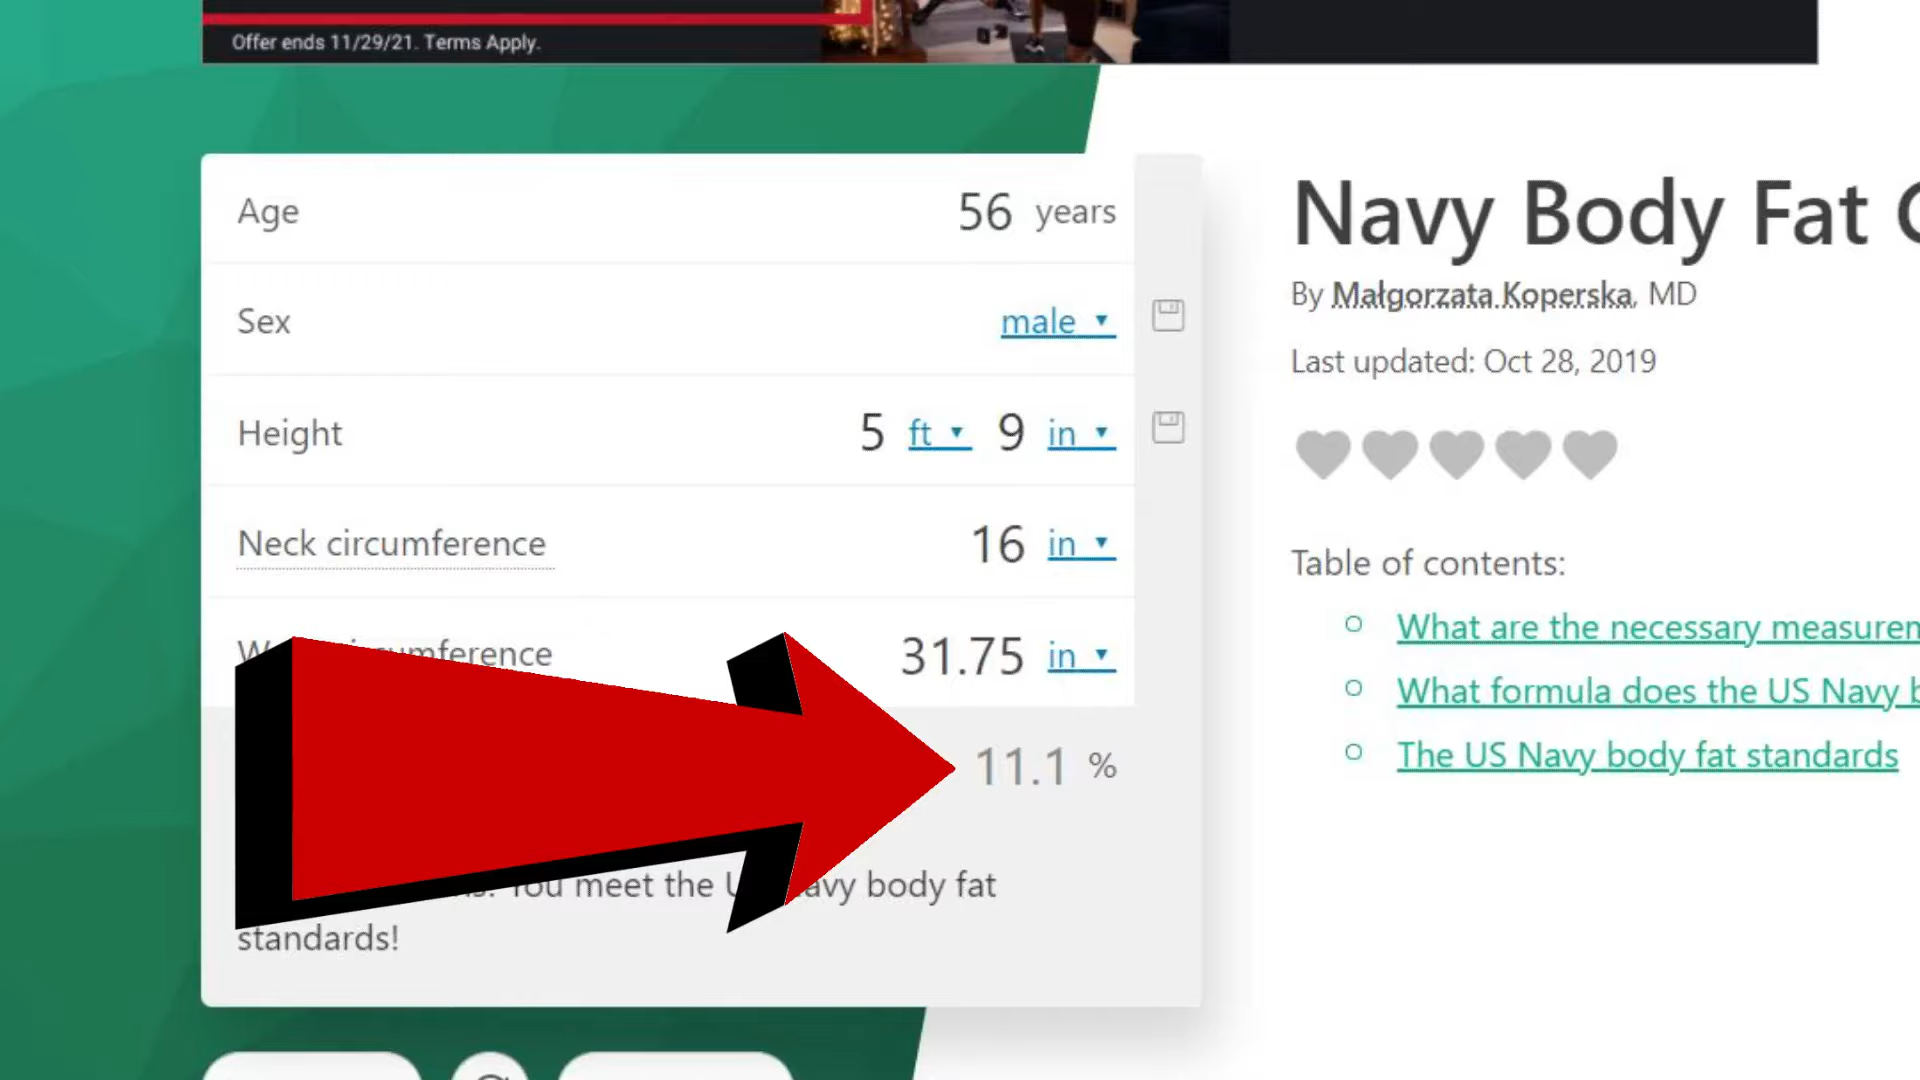 Offer ends 11/29/21. Terms Apply.
Age 56 years
Sex male
Height 5 ft 9 in
Neck circumference 16 in
31.75 in
11.1 %
You meet the body fat
standards!
Navy Body Fat
By Małgorzata Koperska, MD
Last updated: Oct 28, 2019
Table of contents:
What are the necessary
What formula does the US Navy
The US Navy body fat standards